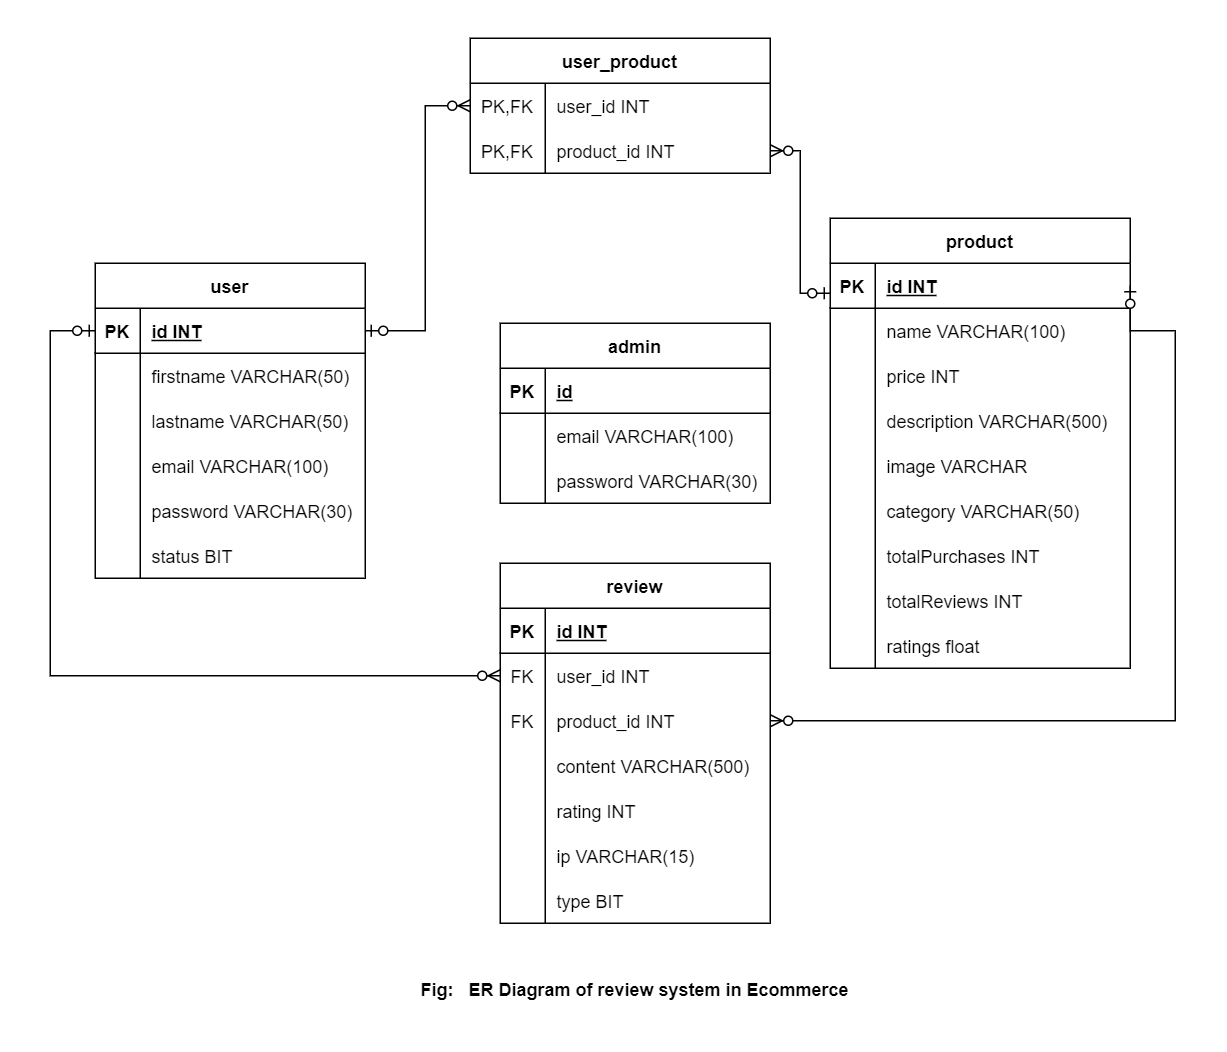 user_product
PK,FK user_id INT
PK,FK product_id INT
product
PK id INT
name VARCHAR(100)
price INT
description VARCHAR(500)
image VARCHAR
category VARCHAR(50)
totalPurchases INT
totalReviews INT
ratings float
user
PK id INT
firstname VARCHAR(50)
lastname VARCHAR(50)
email VARCHAR(100)
password VARCHAR(30)
status BIT
admin
PK id
email VARCHAR(100)
password VARCHAR(30)
review
PK id INT
FK user_id INT
FK product_id INT
content VARCHAR(500)
rating INT
ip VARCHAR(15)
type BIT
Fig: ER Diagram of review system in Ecommerce